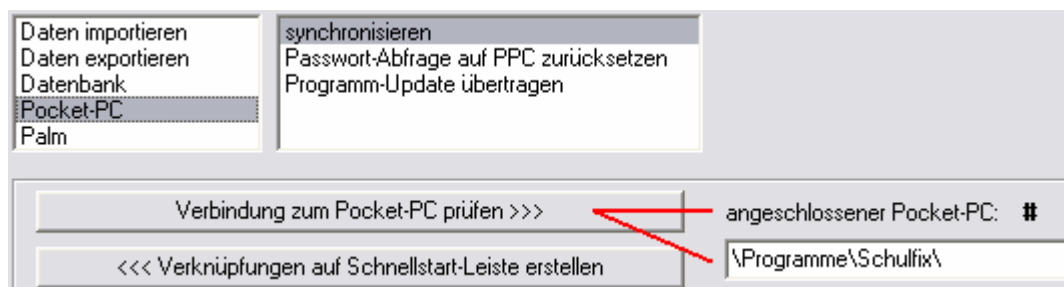 Daten importieren
Daten exportieren
Datenbank
Pocket-PC
Palm
synchronisieren
Passwort-Abfrage auf PPC zurücksetzen
Programm-Update übertragen
Verbindung zum Pocket-PC prüfen >>>
angeschlossener Pocket-PC: #
<<< Verknüpfungen auf Schnellstart-Leiste erstellen
\Programme\Schulfix\